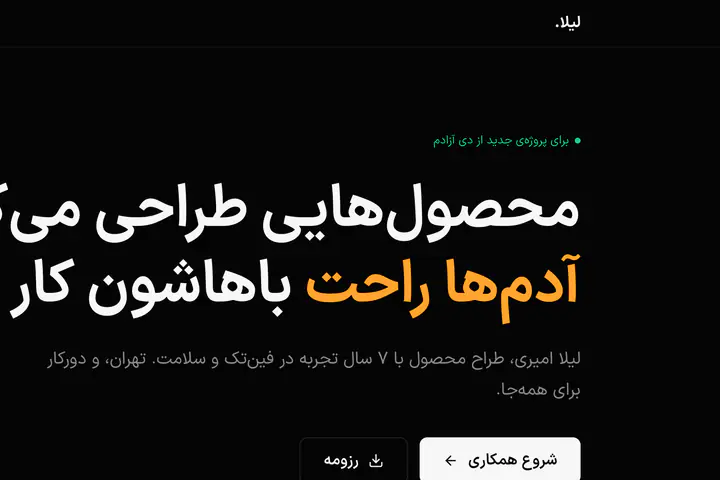 لیلا.
برای پروژه‌ی جدید از دی آزادم
محصول‌هایی طراحی
آدم‌ها راحت باهاشون کار
لیلا امیری، طراح محصول با ۷ سال تجربه در فین‌تک و سلامت. تهران، و دورکار
برای همه‌جا.
شروع همکاری ←
رزومه